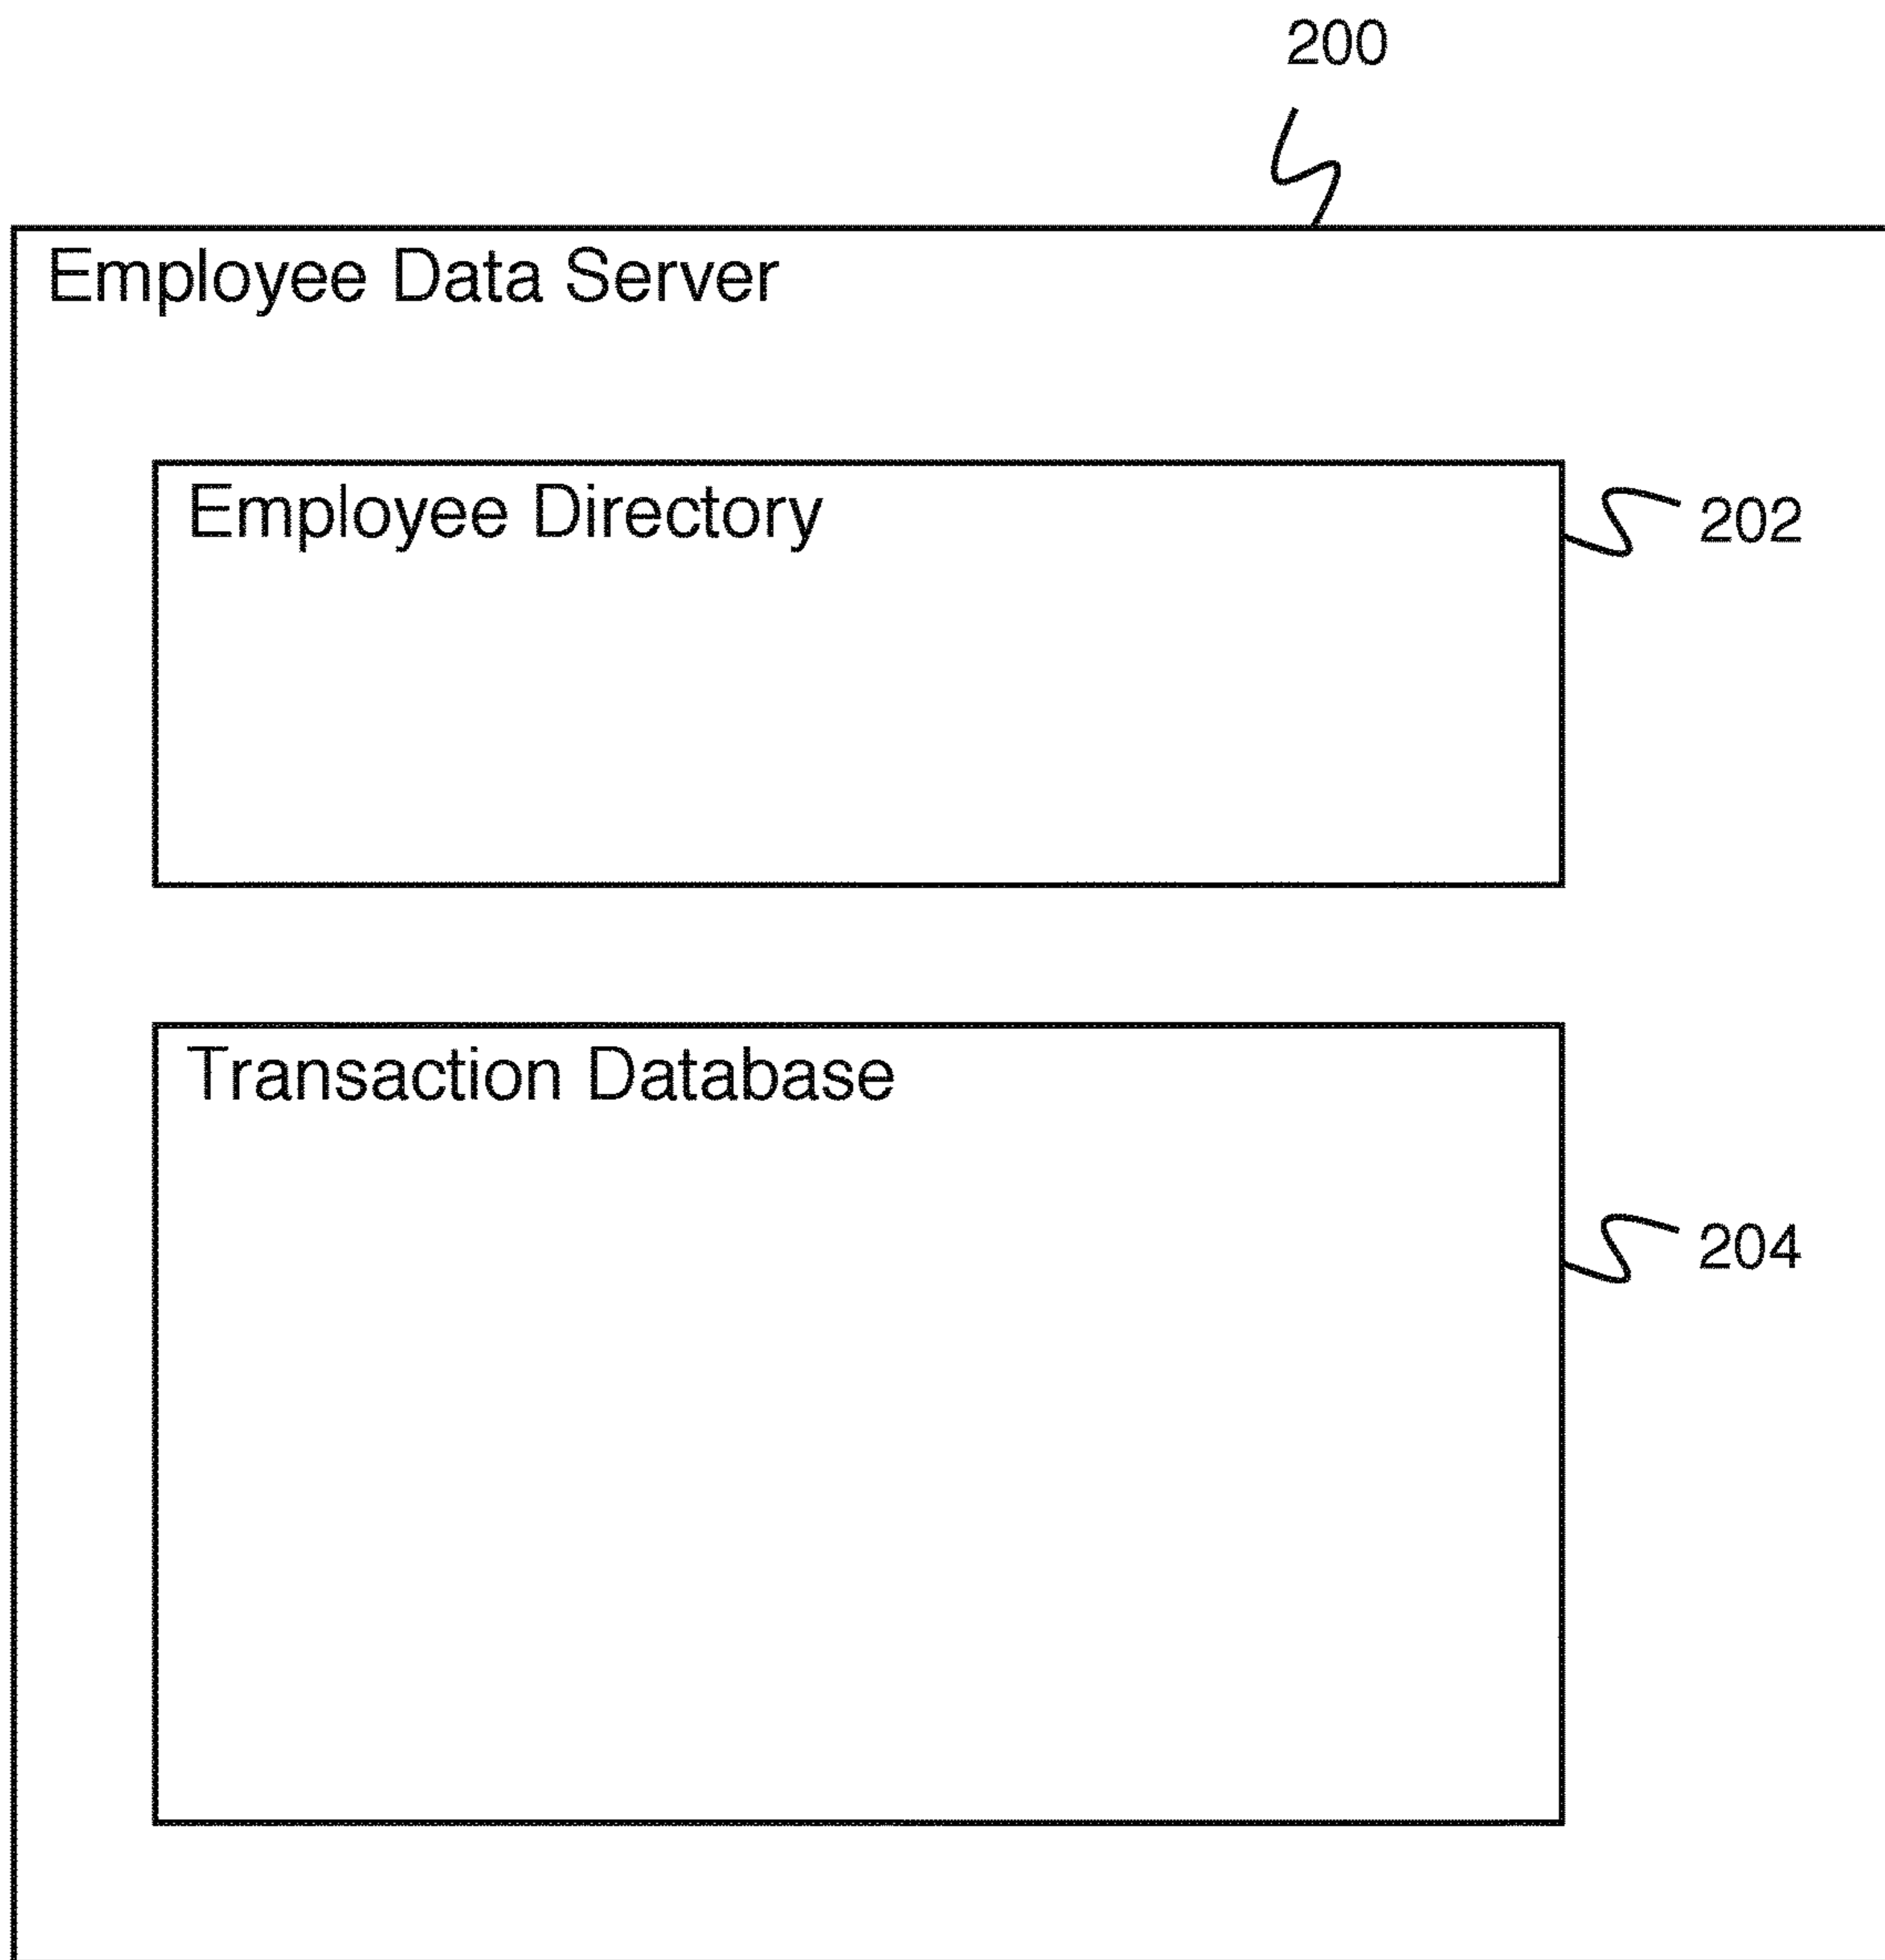 200
Employee Data Server
Employee Directory
202
Transaction Database
204